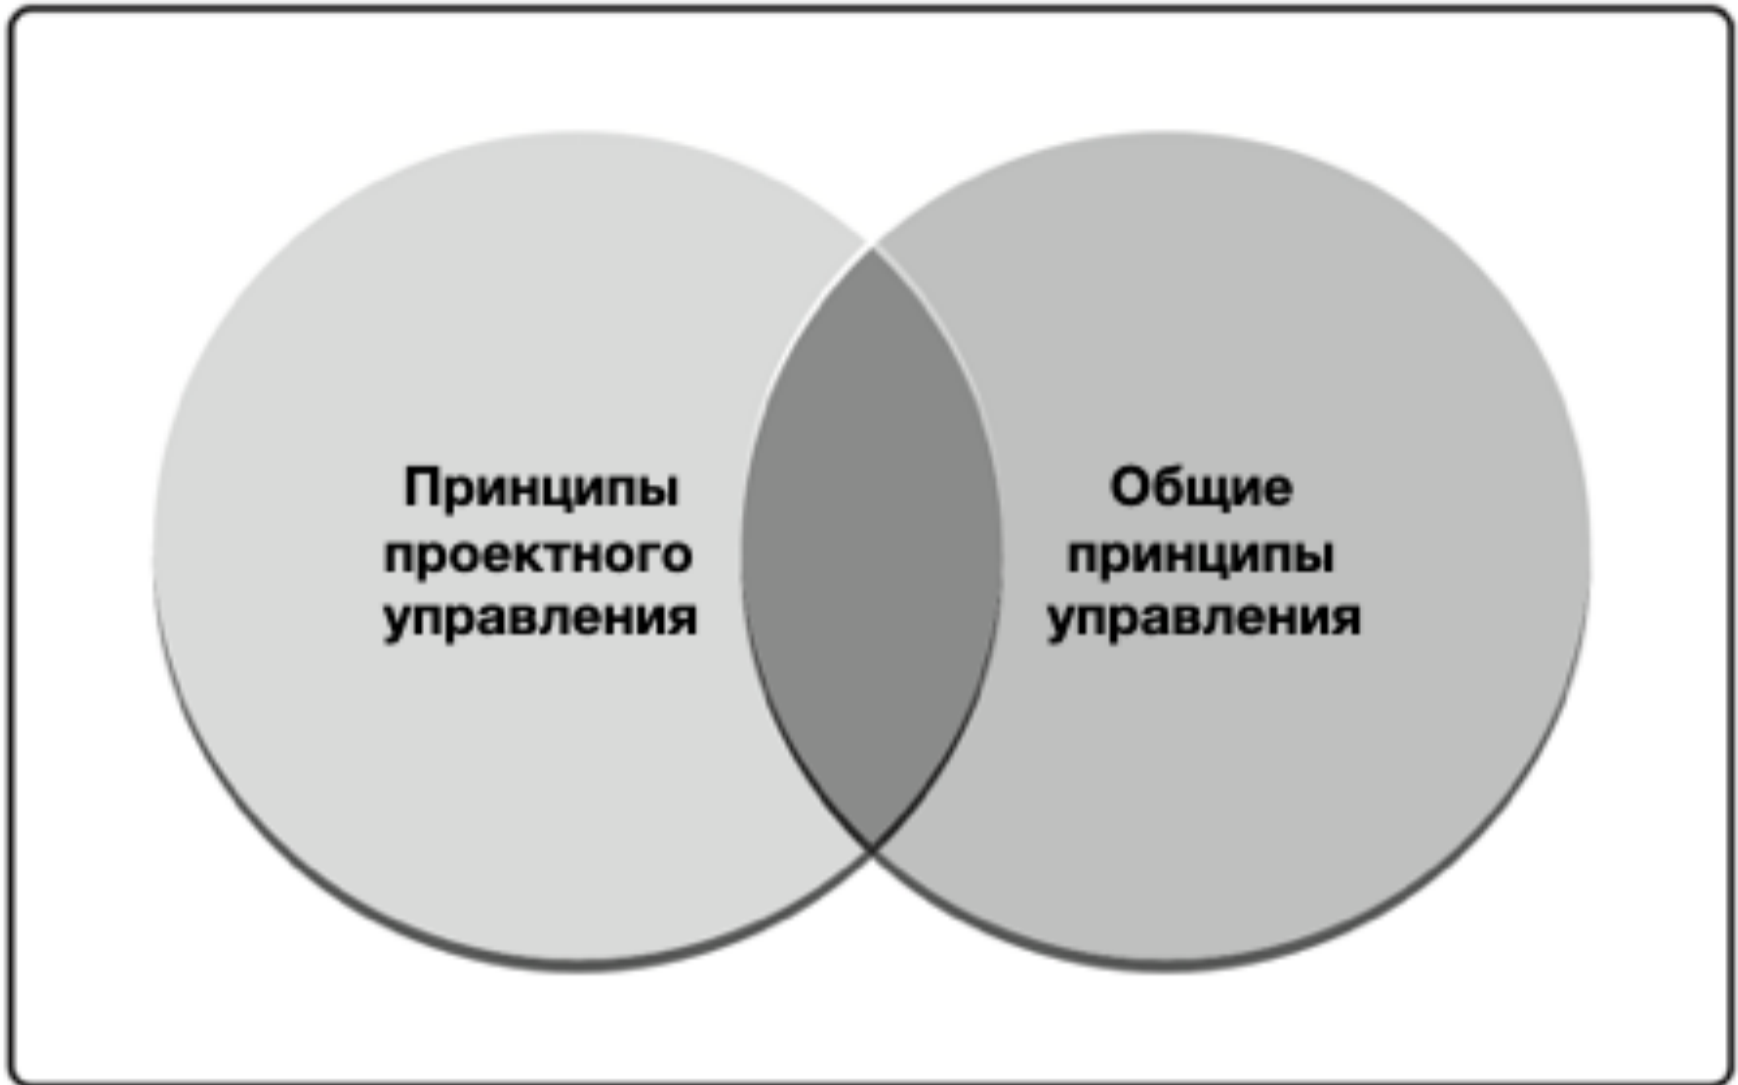 Принципы
проектного
управления
Общие
принципы
управления